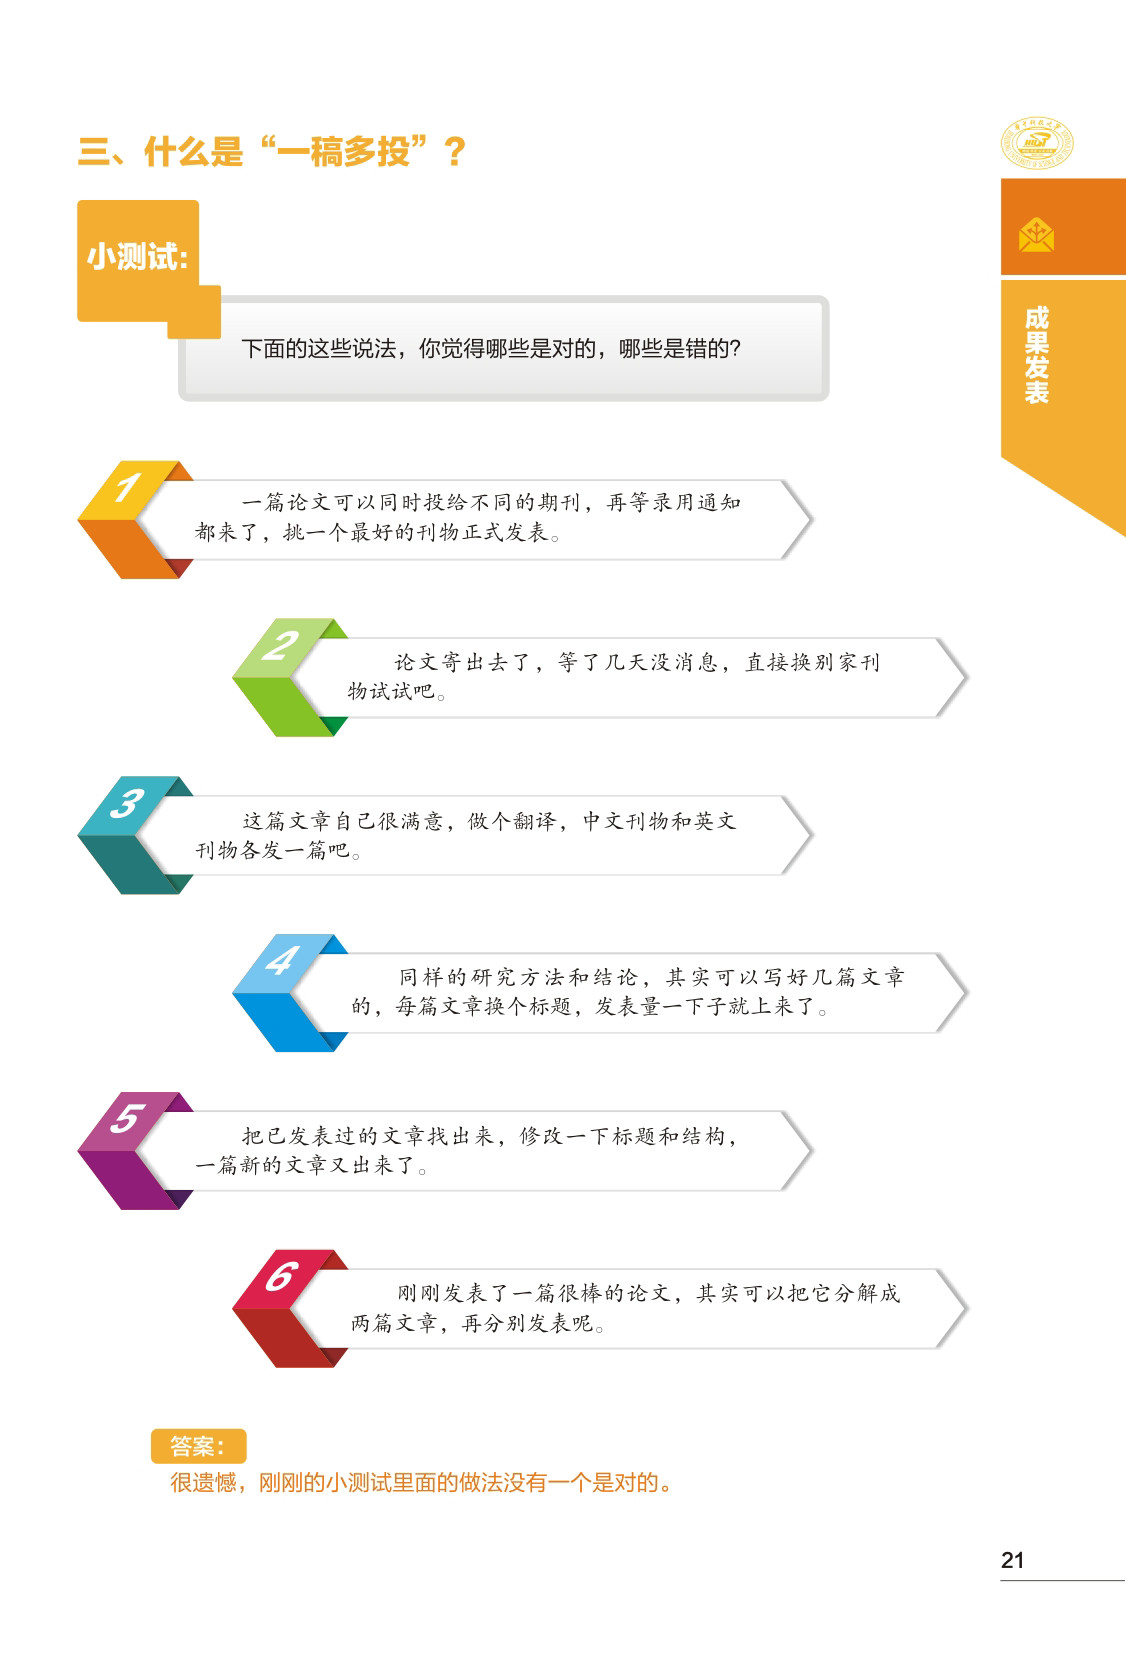 三、什么是“一稿多投”？
华中科技大学
HUST
小测试：
下面的这些说法，你觉得哪些是对的，哪些是错的？
成果发表
1
一篇论文可以同时投给不同的期刊，再等录用通知
都来了，挑一个最好的刊物正式发表。
2
论文寄出去了，等了几天没消息，直接换别家刊
物试试吧。
3
这篇文章自己很满意，做个翻译，中文刊物和英文
刊物各发一篇吧。
4
同样的研究方法和结论，其实可以写好几篇文章
的，每篇文章换个标题，发表量一下子就上来了。
5
把已发表过的文章找出来，修改一下标题和结构，
一篇新的文章又出来了。
6
刚刚发表了一篇很棒的论文，其实可以把它分解成
两篇文章，再分别发表呢。
答案：
很遗憾，刚刚的小测试里面的做法没有一个是对的。
21